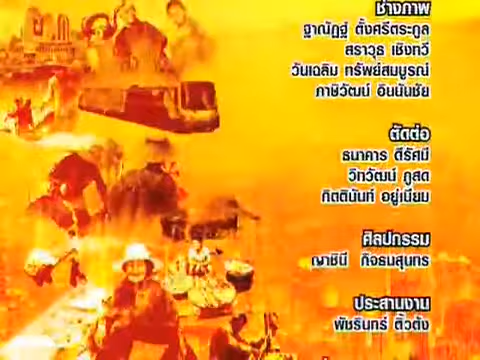 ช่างภาพ
ฐาณัฏฐ์ ตั้งศรีตระกูล
สราวุธ เชิงทวี
วันเฉลิม ทรัพย์สมบูรณ์
ภาษิวัฒน์ อินนันชัย
ตัดต่อ
ธนาคาร ดีรัศมี
วิทวัฒน์ ภูสด
กิตตินันท์ อยู่เนียม
ศิลปกรรม
ญาชินี กิจธนสุนทร
ประสานงาน
พัชรินทร์ ติ๊วตัง